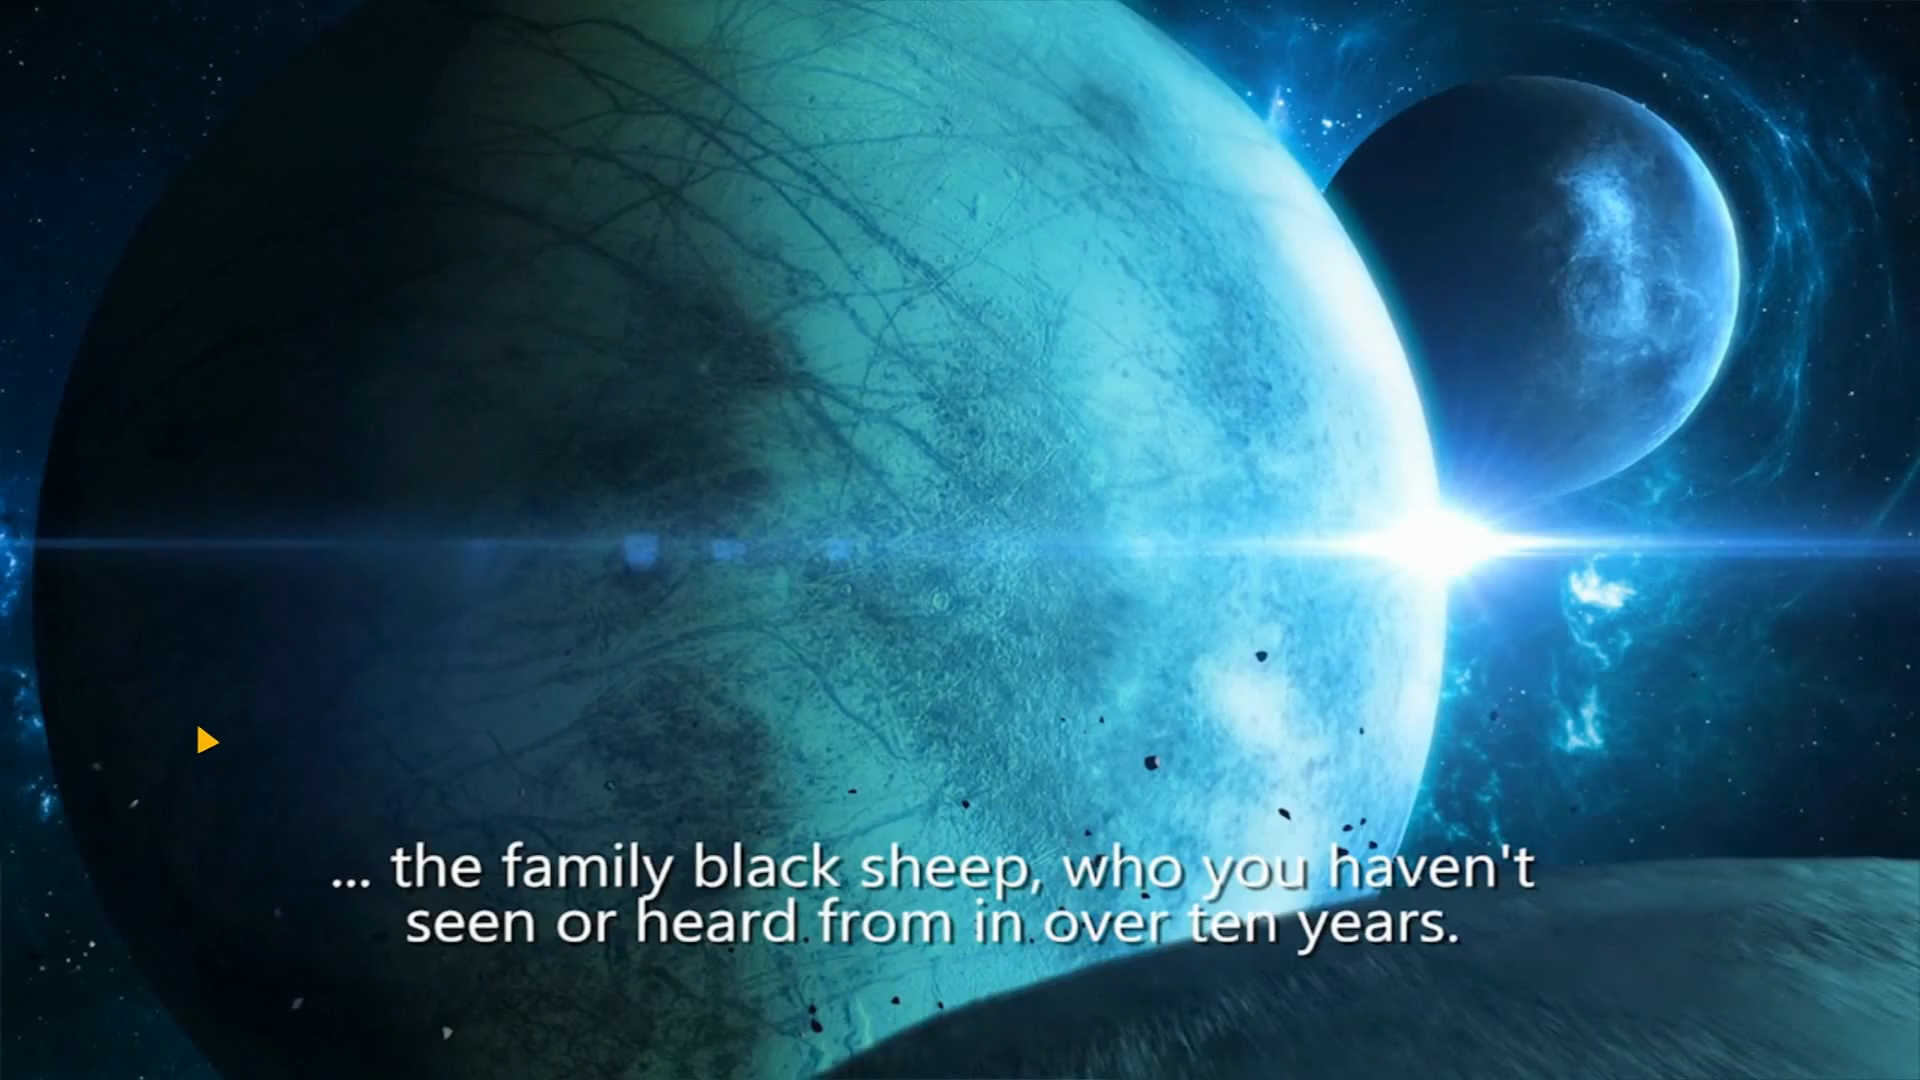 ... the family black sheep, who you haven't
seen or heard from in over ten years.